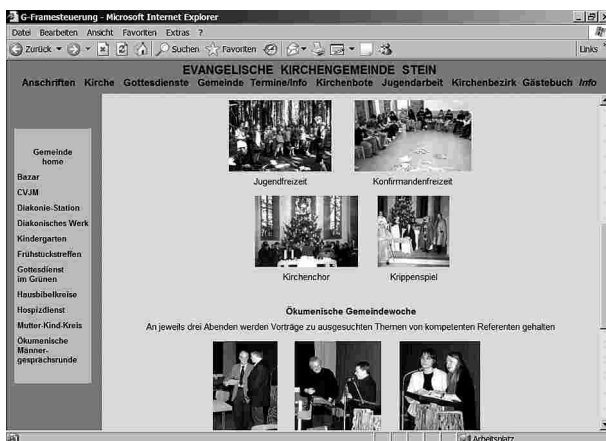 G-Framesteuerung - Microsoft Internet Explorer
Datei Bearbeiten Ansicht Favoriten Extras ?
Zurück Suchen Favoriten Links »
EVANGELISCHE KIRCHENGEMEINDE STEIN
Anschriften Kirche Gottesdienste Gemeinde Termine/Info Kirchenbote Jugendarbeit Kirchenbezirk Gästebuch Info
Gemeinde
home
Bazar
CVJM
Diakonie-Station
Diakonisches Werk
Kindergarten
Frühstückstreffen
Gottesdienst
im Grünen
Hausbibelkreise
Hospizdienst
Mutter-Kind-Kreis
Ökumenische
Männer-
gesprächsrunde
Jugendfreizeit Konfirmandenfreizeit
Kirchenchor Krippenspiel
Ökumenische Gemeindewoche
An jeweils drei Abenden werden Vorträge zu ausgesuchten Themen von kompetenten Referenten gehalten
Arbeitsplatz